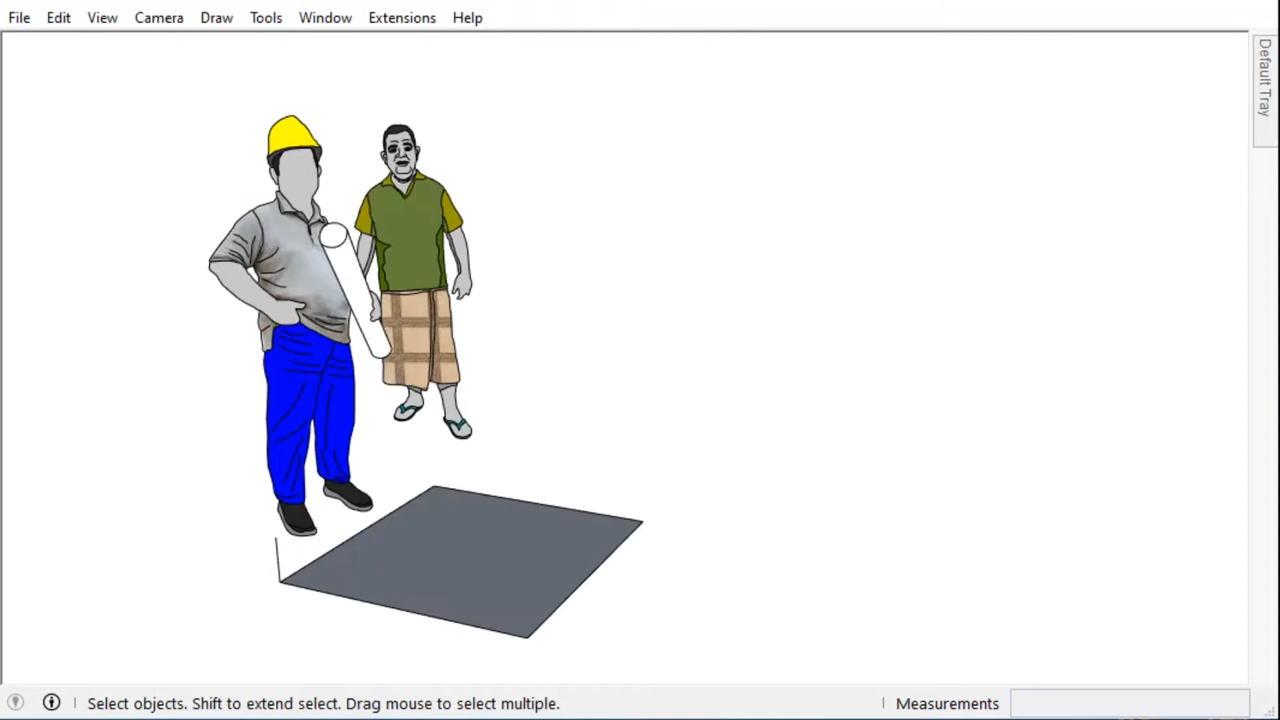 File Edit View Camera Draw Tools Window Extensions Help
Default Tray
Select objects. Shift to extend select. Drag mouse to select multiple.
Measurements